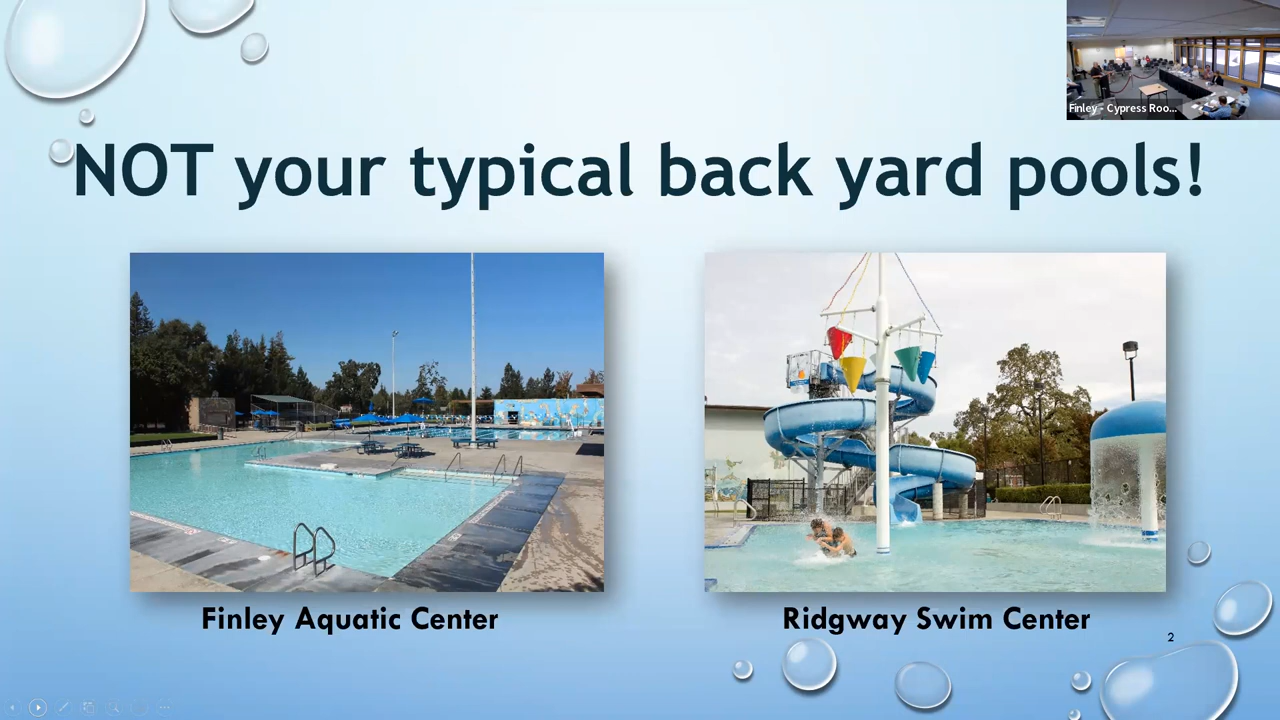 Finley - Cypress Roo...
NOT your typical back yard pools!
Finley Aquatic Center
Ridgway Swim Center
2